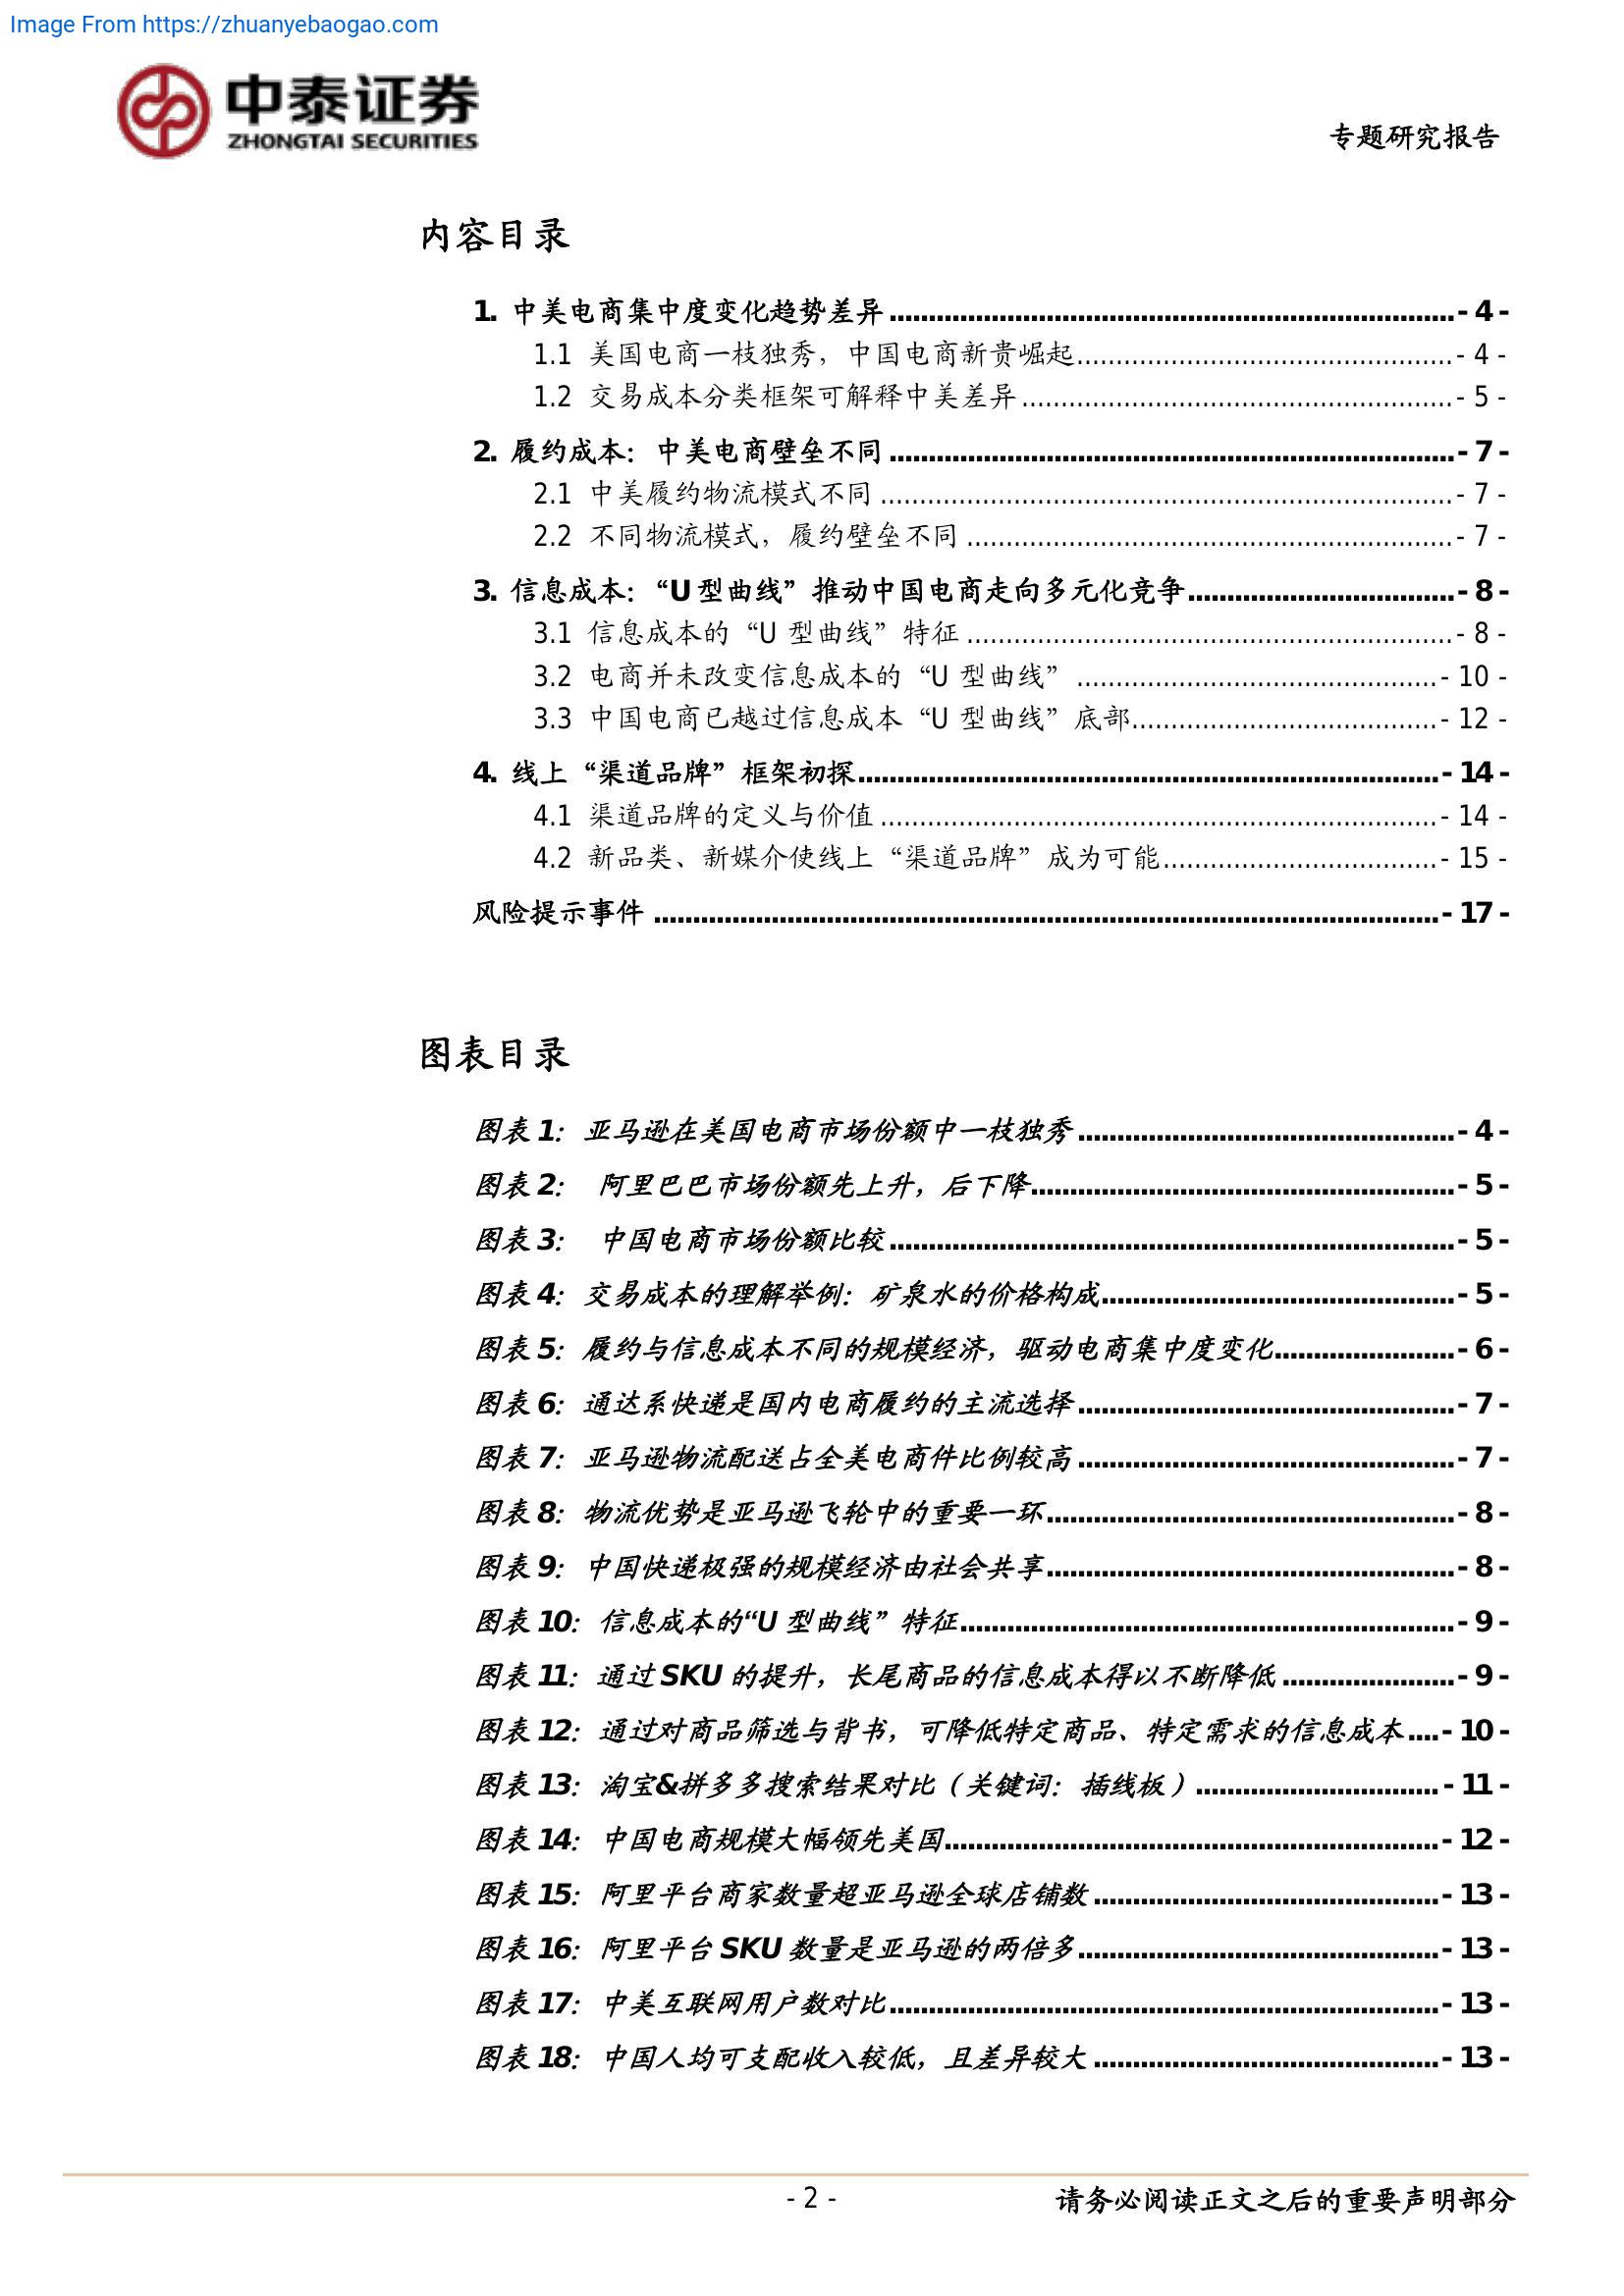 Image From https://zhuanyebaogao.com
中泰证券
ZHONGTAI SECURITIES
专题研究报告
内容目录
1. 中美电商集中度变化趋势差异 - 4 -
1.1 美国电商一枝独秀，中国电商新贵崛起 - 4 -
1.2 交易成本分类框架可解释中美差异 - 5 -
2. 履约成本：中美电商壁垒不同 - 7 -
2.1 中美履约物流模式不同 - 7 -
2.2 不同物流模式，履约壁垒不同 - 7 -
3. 信息成本：“U 型曲线”推动中国电商走向多元化竞争 - 8 -
3.1 信息成本的“U 型曲线”特征 - 8 -
3.2 电商并未改变信息成本的“U 型曲线” - 10 -
3.3 中国电商已越过信息成本“U 型曲线”底部 - 12 -
4. 线上“渠道品牌”框架初探 - 14 -
4.1 渠道品牌的定义与价值 - 14 -
4.2 新品类、新媒介使线上“渠道品牌”成为可能 - 15 -
风险提示事件 - 17 -
图表目录
图表 1：亚马逊在美国电商市场份额中一枝独秀 - 4 -
图表 2： 阿里巴巴市场份额先上升，后下降 - 5 -
图表 3： 中国电商市场份额比较 - 5 -
图表 4：交易成本的理解举例：矿泉水的价格构成 - 5 -
图表 5：履约与信息成本不同的规模经济，驱动电商集中度变化 - 6 -
图表 6：通达系快递是国内电商履约的主流选择 - 7 -
图表 7：亚马逊物流配送占全美电商件比例较高 - 7 -
图表 8：物流优势是亚马逊飞轮中的重要一环 - 8 -
图表 9：中国快递极强的规模经济由社会共享 - 8 -
图表 10：信息成本的“U 型曲线”特征 - 9 -
图表 11：通过 SKU 的提升，长尾商品的信息成本得以不断降低 - 9 -
图表 12：通过对商品筛选与背书，可降低特定商品、特定需求的信息成本 - 10 -
图表 13：淘宝&拼多多搜索结果对比（关键词：插线板） - 11 -
图表 14：中国电商规模大幅领先美国 - 12 -
图表 15：阿里平台商家数量超亚马逊全球店铺数 - 13 -
图表 16：阿里平台 SKU 数量是亚马逊的两倍多 - 13 -
图表 17：中美互联网用户数对比 - 13 -
图表 18：中国人均可支配收入较低，且差异较大 - 13 -
- 2 -
请务必阅读正文之后的重要声明部分